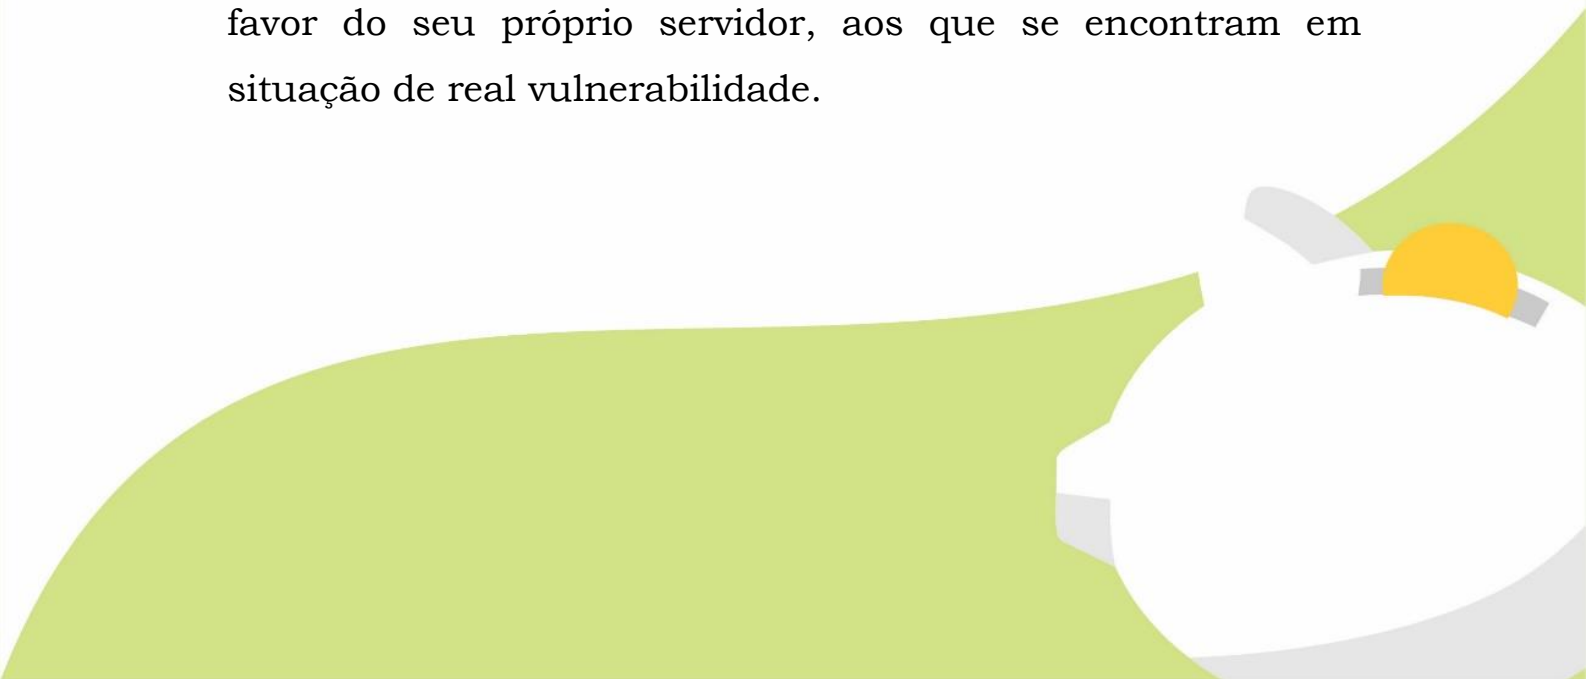 favor do seu próprio servidor, aos que se encontram em
situação de real vulnerabilidade.